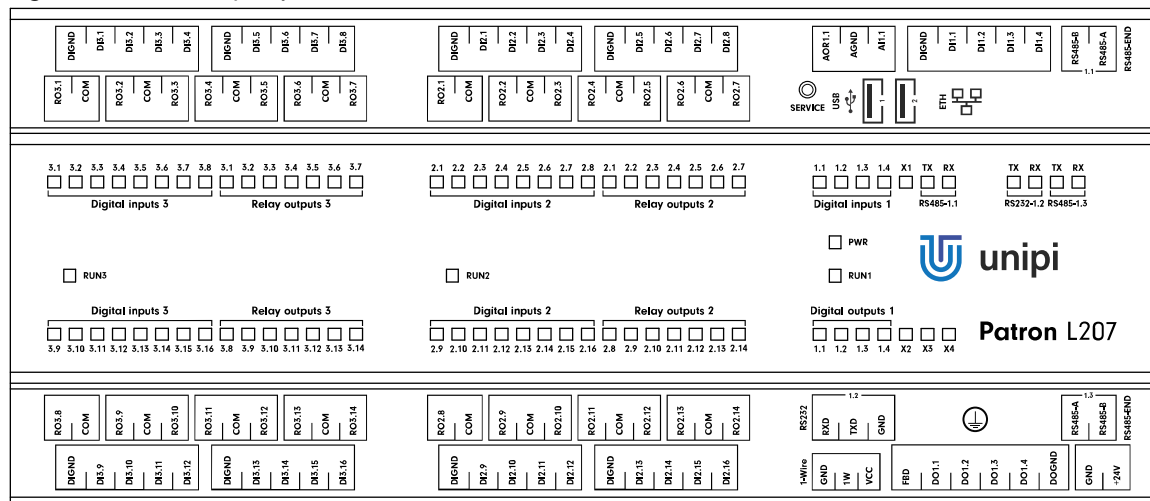 DIGND DI3.1 DI3.2 DI3.3 DI3.4 DIGND DI3.5 DI3.6 DI3.7 DI3.8 DIGND DI2.1 DI2.2 DI2.3 DI2.4 DIGND DI2.5 DI2.6 DI2.7 DI2.8 AOR1.1 AGND AI1.1 DIGND DI1.1 DI1.2 DI1.3 DI1.4 RS485-B RS485-A RS485-END
1.1
RO3.1 COM RO3.2 COM RO3.3 RO3.4 COM RO3.5 RO3.6 COM RO3.7 RO2.1 COM RO2.2 COM RO2.3 RO2.4 COM RO2.5 RO2.6 COM RO2.7 SERVICE USB 1 2 ETH
3.1 3.2 3.3 3.4 3.5 3.6 3.7 3.8 3.1 3.2 3.3 3.4 3.5 3.6 3.7 2.1 2.2 2.3 2.4 2.5 2.6 2.7 2.8 2.1 2.2 2.3 2.4 2.5 2.6 2.7 1.1 1.2 1.3 1.4 X1 TX RX TX RX TX RX
Digital inputs 3 Relay outputs 3 Digital inputs 2 Relay outputs 2 Digital inputs 1 RS485-1.1 RS232-1.2 RS485-1.3
PWR
unipi
RUN3 RUN2 RUN1
Digital inputs 3 Relay outputs 3 Digital inputs 2 Relay outputs 2 Digital outputs 1
Patron L207
3.9 3.10 3.11 3.12 3.13 3.14 3.15 3.16 3.8 3.9 3.10 3.11 3.12 3.13 3.14 2.9 2.10 2.11 2.12 2.13 2.14 2.15 2.16 2.8 2.9 2.10 2.11 2.12 2.13 2.14 1.1 1.2 1.3 1.4 X2 X3 X4
1.2 1.3
RO3.8 COM RO3.9 COM RO3.10 RO3.11 COM RO3.12 RO3.13 COM RO3.14 RO2.8 COM RO2.9 COM RO2.10 RO2.11 COM RO2.12 RO2.13 COM RO2.14 RS232 RXD TXD GND RS485-A RS485-B RS485-END
DIGND DI3.9 DI3.10 DI3.11 DI3.12 DIGND DI3.13 DI3.14 DI3.15 DI3.16 DIGND DI2.9 DI2.10 DI2.11 DI2.12 DIGND DI2.13 DI2.14 DI2.15 DI2.16 1-Wire GND 1W VCC FBD DO1.1 DO1.2 DO1.3 DO1.4 DOGND GND +24V